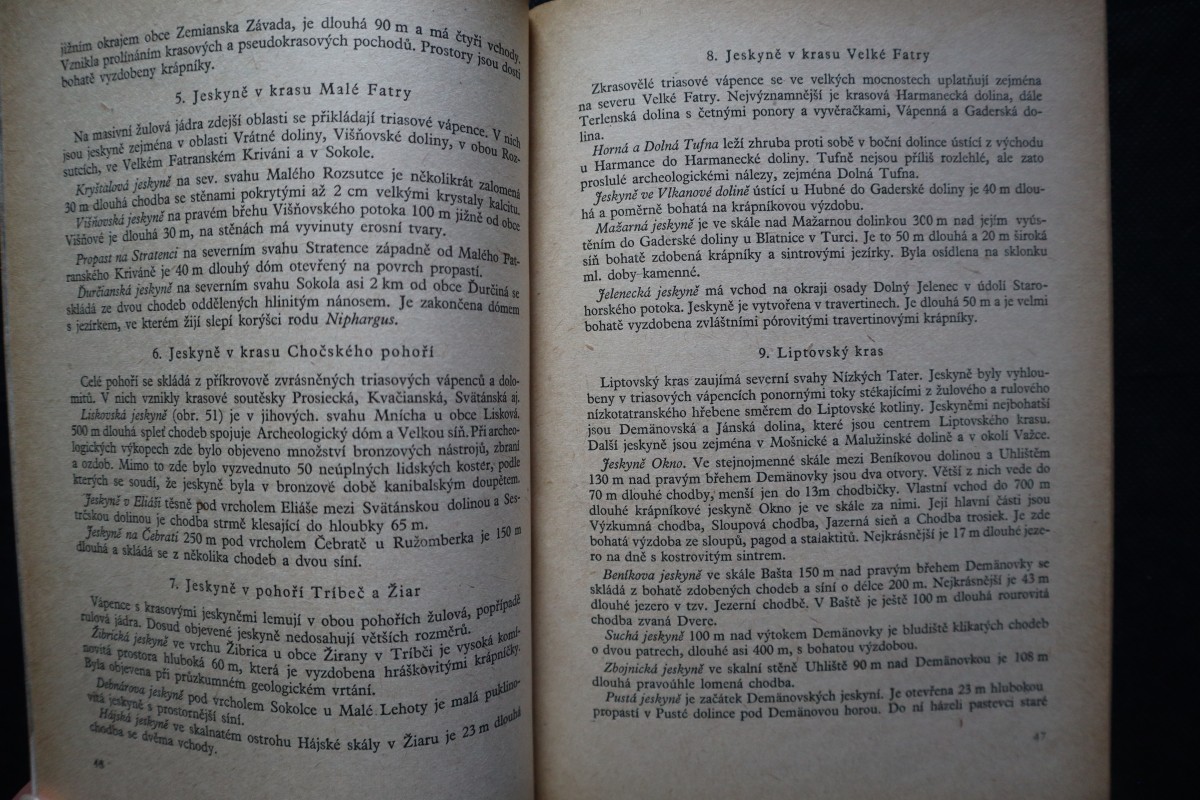 jižním okrajem obce Zemianska Závada, je dlouhá 90 m a má čtyři vchody.
Vznikla prolínáním krasových a pseudokrasových pochodů. Prostory jsou dosti
bohatě vyzdobeny krápníky.
5. Jeskyně v krasu Malé Fatry
Na masivní žulová jádra zdejší oblasti se přikládají triasové vápence. V nich
jsou jeskyně zejména v oblasti Vrátné doliny, Višňovské doliny, v obou Roz-
sutcích, ve Velkém Fatranském Kriváni a v Sokole.
Kryštalová jeskyně na sev. svahu Malého Rozsutce je několikrát zalomená
30 m dlouhá chodba se stěnami pokrytými až 2 cm velkými krystaly kalcitu.
Višňovská jeskyně na pravém břehu Višňovského potoka 100 m jižně od obce
Višňové je dlouhá 30 m, na stěnách má vyvinuty erosní tvary.
Propast na Stratenci na severním svahu Stratence západně od Malého Fat-
ranského Kriváně je 40 m dlouhý dóm otevřený na povrch propastí.
Ďurčianská jeskyně na severním svahu Sokola asi 2 km od obce Ďurčiná se
skládá ze dvou chodeb oddělených hlinitým nánosem. Je zakončena dómem
s jezírkem, ve kterém žijí slepí korýšci rodu Niphargus.
6. Jeskyně v krasu Chočského pohoří
Celé pohoří se skládá z příkrovově zvrásněných triasových vápenců a dolo-
mitů. V nich vznikly krasové soutěsky Prosiecká, Kvačianská, Svätánská aj.
Liskovská jeskyně (obr. 51) je v jihových. svahu Mnícha u obce Lisková.
500 m dlouhá spleť chodeb spojuje Archeologický dóm a Velkou síň. Při archeo-
logických výkopech zde bylo objeveno množství bronzových nástrojů, zbraní
a ozdob. Mimo to zde bylo vyzvednuto 50 neúplných lidských koster, podle
kterých se soudí, že jeskyně byla v bronzové době kanibalským doupětem.
Jeskyně v Eliáši těsně pod vrcholem Eliáše mezi Svätánskou dolinou a Ses-
trěskou dolinou je chodba strmě klesající do hloubky 65 m.
Jeskyně na Čebrati 250 m pod vrcholem Čebratě u Ružomberka je 150 m
dlouhá a skládá se z několika chodeb a dvou síní.
7. Jeskyně v pohoří Tríbeč a Žiar
Vápence s krasovými jeskyněmi lemují v obou pohořích žulová, popřípadě
rulová jádra. Dosud objevené jeskyně nedosahují větších rozměrů.
Žibrická jeskyně ve vrchu Žibrica u obce Žirany v Tríbči je vysoká komí-
novitá prostora hluboká 60 m, která je vyzdobena hráškovitými krápníčky.
Byla objevena při průzkumném geologickém vrtání.
Debnárova jeskyně pod vrcholem Sokolce u Malé Lehoty je malá puklino-
vitá jeskyně s prostornější síní.
Hájská jeskyně ve skalnatém ostrohu Hájské skály v Žiaru je 23 m dlouhá
chodba se dvěma vchody.
46
8. Jeskyně v krasu Velké Fatry
Zkrasovělé triasové vápence se ve velkých mocnostech uplatňují zejména
na severu Velké Fatry. Nejvýznamnější je krasová Harmanecká dolina, dále
Terlenská dolina s četnými ponory a vyvěračkami, Vápenná a Gaderská do-
lina.
Horná a Dolná Tufna leží zhruba proti sobě v boční dolince ústící z východu
u Harmance do Harmanecké doliny. Tufně nejsou příliš rozlehlé, ale zato
proslulé archeologickými nálezy, zejména Dolná Tufna.
Jeskyně ve Vlkanové dolině ústící u Hubné do Gaderské doliny je 40 m dlou-
há a poměrně bohatá na krápníkovou výzdobu.
Mažarná jeskyně je ve skále nad Mažarnou dolinkou 300 m nad jejím vyús-
těním do Gaderské doliny u Blatnice v Turci. Je to 50 m dlouhá a 20 m široká
síň bohatě zdobená krápníky a sintrovými jezírky. Byla osídlena na sklonku
ml. doby kamenné.
Jelenecká jeskyně má vchod na okraji osady Dolný Jelenec v údolí Staro-
horského potoka. Jeskyně je vytvořena v travertinech. Je dlouhá 50 m a je velmi
bohatě vyzdobena zvláštními pórovitými travertinovými krápníky.
9. Liptovský kras
Liptovský kras zaujímá severní svahy Nízkých Tater. Jeskyně byly vyhlou-
beny v triasových vápencích ponornými toky stékajícími z žulového a rulového
nízkotatranského hřebene směrem do Liptovské kotliny. Jeskyněmi nejbohatší
jsou Demänovská a Jánská dolina, které jsou centrem Liptovského krasu.
Další jeskyně jsou zejména v Mošnické a Malužinské dolině a v okolí Važce.
Jeskyně Okno. Ve stejnojmenné skále mezi Beníkovou dolinou a Uhlištěm
130 m nad pravým břehem Demänovky jsou dva otvory. Větší z nich vede do
70 m dlouhé chodby, menší jen do 13m chodbičky. Vlastní vchod do 700 m
dlouhé krápníkové jeskyně Okno je ve skále za nimi. Její hlavní části jsou
Výzkumná chodba, Sloupová chodba, Jazerná sieň a Chodba trosiek. Je zde
bohatá výzdoba ze sloupů, pagod a stalaktitů. Nejkrásnější je 17 m dlouhé jeze-
ro na dně s kostrovitým sintrem.
Beníkova jeskyně ve skále Bašta 150 m nad pravým břehem Demänovky se
skládá z bohatě zdobených chodeb a síní o délce 200 m. Nejkrásnější je 43 m
dlouhé jezero v tzv. Jezerní chodbě. V Baště je ještě 100 m dlouhá rourovitá
chodba zvaná Dvere.
Suchá jeskyně 100 m nad výtokem Demänovky je bludiště klikatých chodeb
o dvou patrech, dlouhé asi 400 m, s bohatou výzdobou.
Zbojnická jeskyně ve skalní stěně Uhliště 90 m nad Demänovkou je 108 m
dlouhá pravoúhle lomená chodba.
Pustá jeskyně je začátek Demänovských jeskyní. Je otevřena 23 m hlubokou
propastí v Pusté dolince pod Demänovou horou. Do ní házeli pastevci staré
47